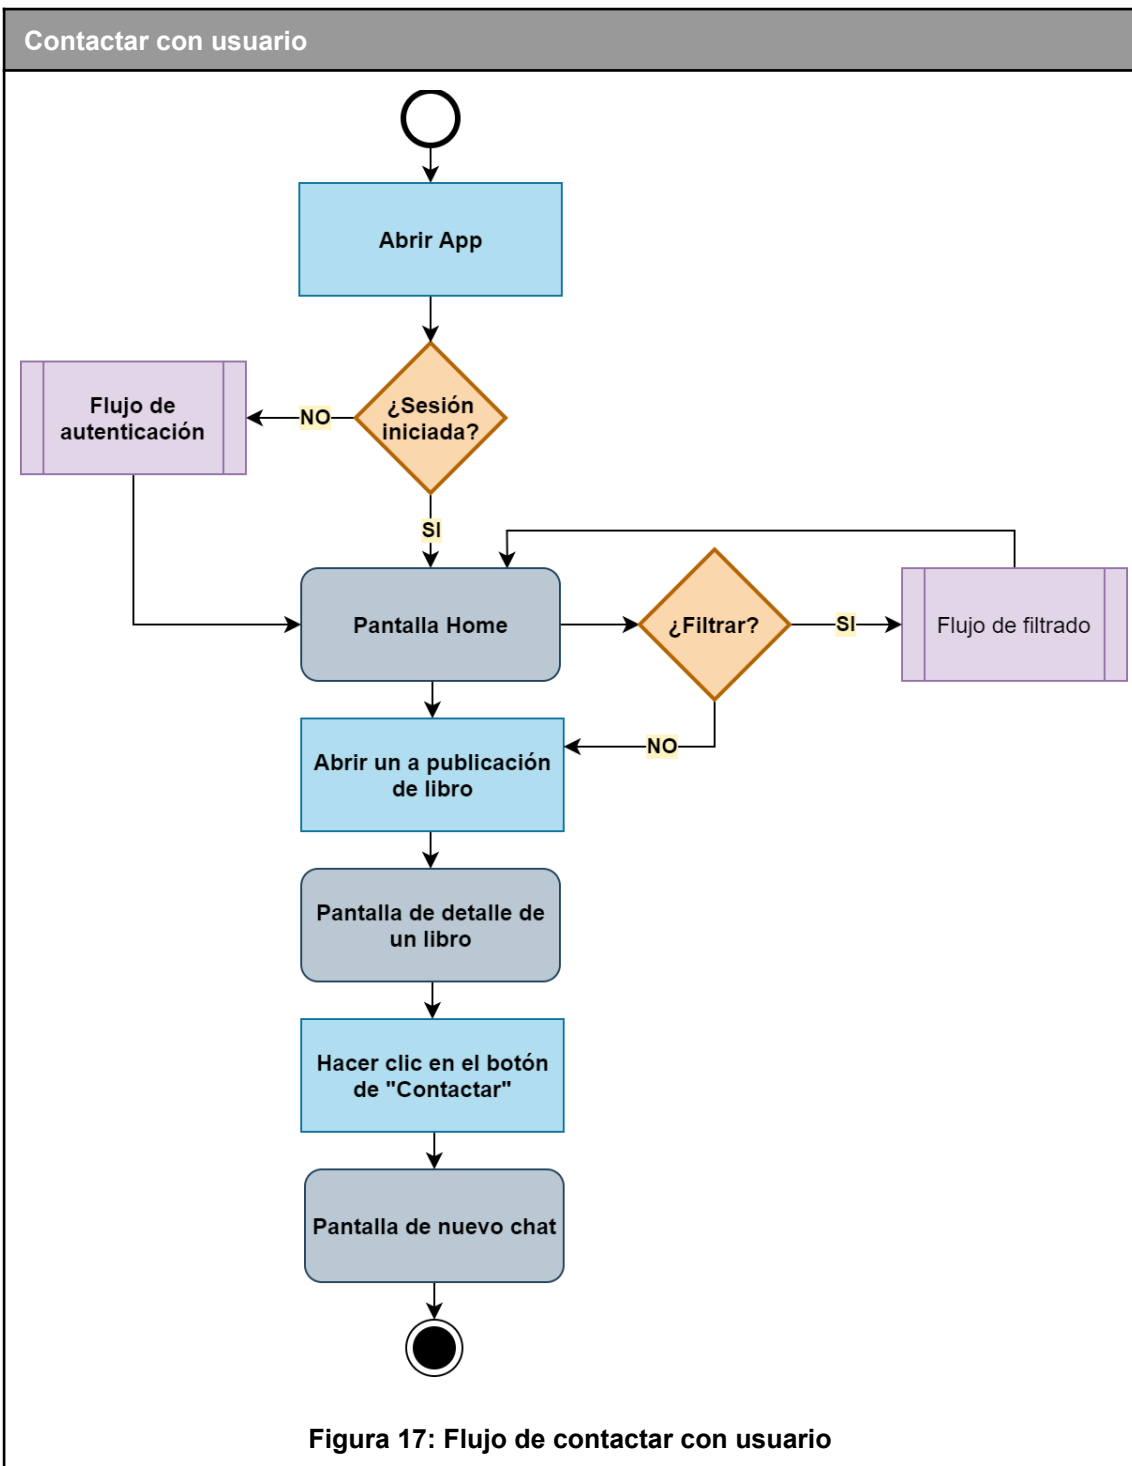 Contactar con usuario
Abrir App
¿Sesión
iniciada?
NO
Flujo de
autenticación
SI
Pantalla Home
¿Filtrar?
SI
Flujo de filtrado
NO
Abrir un a publicación
de libro
Pantalla de detalle de
un libro
Hacer clic en el botón
de "Contactar"
Pantalla de nuevo chat
Figura 17: Flujo de contactar con usuario